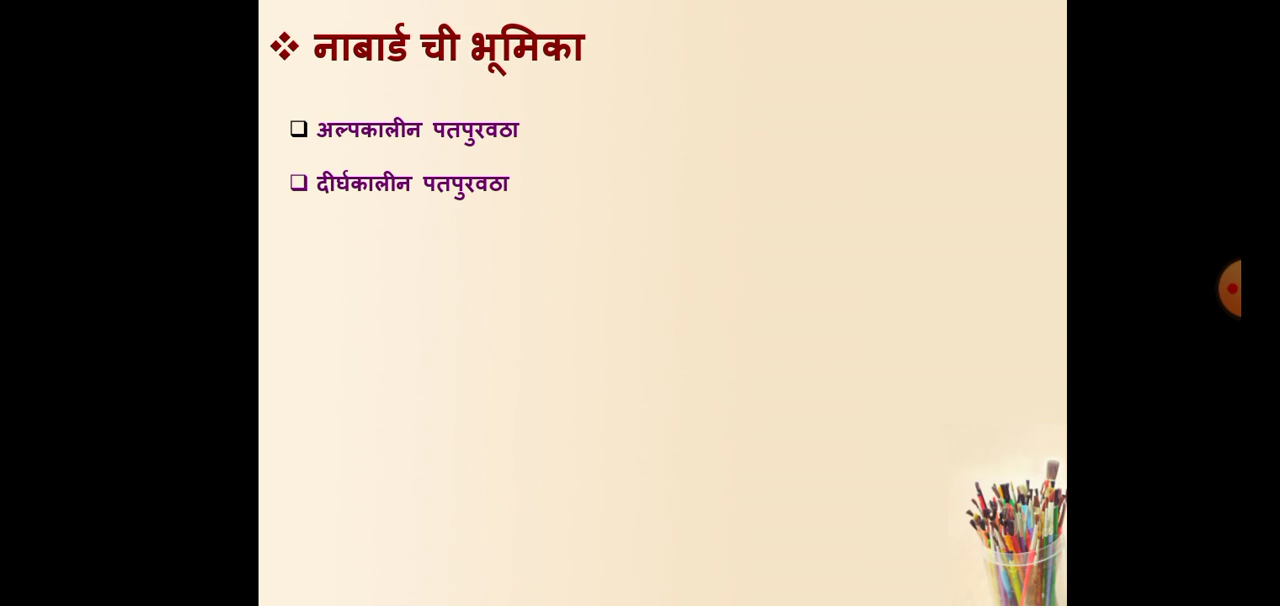 ❖ नाबार्ड ची भूमिका
❑ अल्पकालीन पतपुरवठा
❑ दीर्घकालीन पतपुरवठा